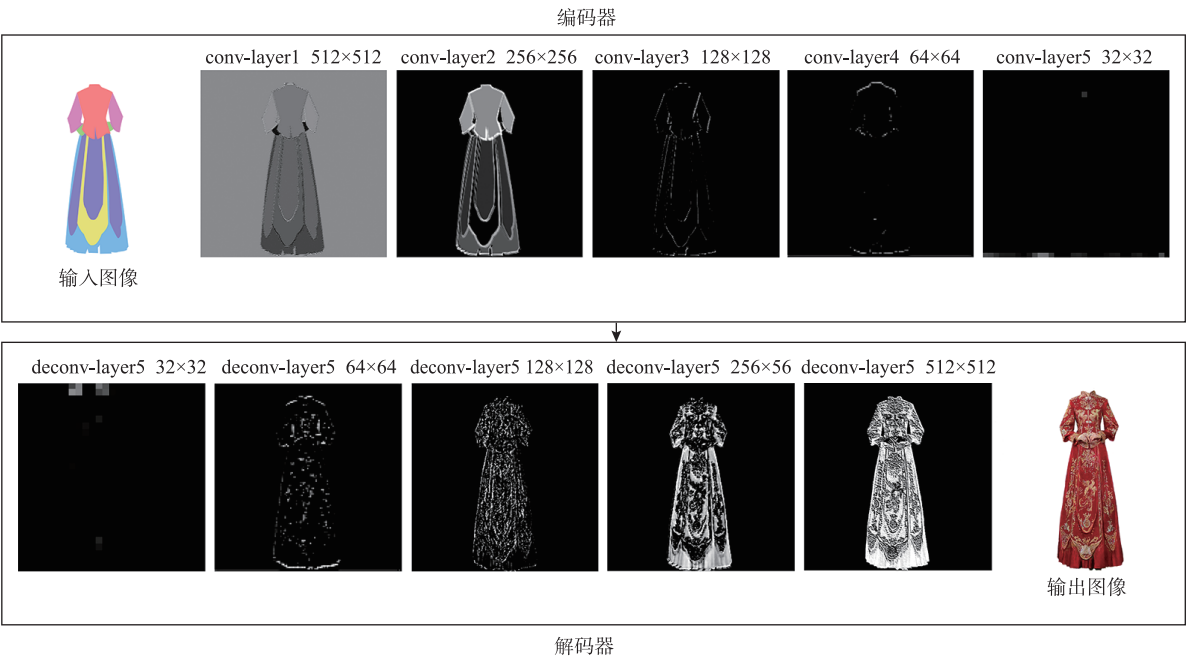 编码器
conv-layer1 512×512
conv-layer2 256×256
conv-layer3 128×128
conv-layer4 64×64
conv-layer5 32×32
输入图像
deconv-layer5 32×32
deconv-layer5 64×64
deconv-layer5 128×128
deconv-layer5 256×56
deconv-layer5 512×512
输出图像
解码器